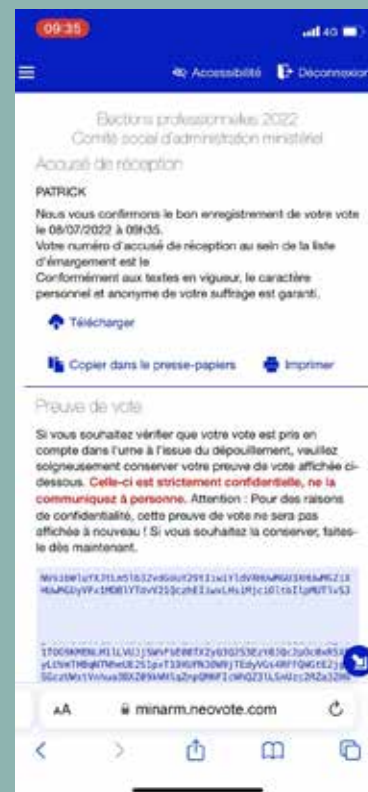 09:35
4G
Accessibilité Déconnexion
Elections professionnelles 2022
Comité social d'administration ministériel
Accusé de réception
PATRICK
Nous vous confirmons le bon enregistrement de votre vote
le 08/07/2022 à 09h35.
Votre numéro d'accusé de réception au sein de la liste
d'émargement est le
Conformément aux textes en vigueur, le caractère
personnel et anonyme de votre suffrage est garanti.
Télécharger
Copier dans le presse-papiers Imprimer
Preuve de vote
Si vous souhaitez vérifier que votre vote est pris en
compte dans l'urne à l'issue du dépouillement, veuillez
soigneusement conserver votre preuve de vote affichée ci-
dessous. Celle-ci est strictement confidentielle, ne la
communiquez à personne. Attention : Pour des raisons
de confidentialité, cette preuve de vote ne sera pas
affichée à nouveau ! Si vous souhaitez la conserver, faites-
le dès maintenant.
AA minarm.neovote.com